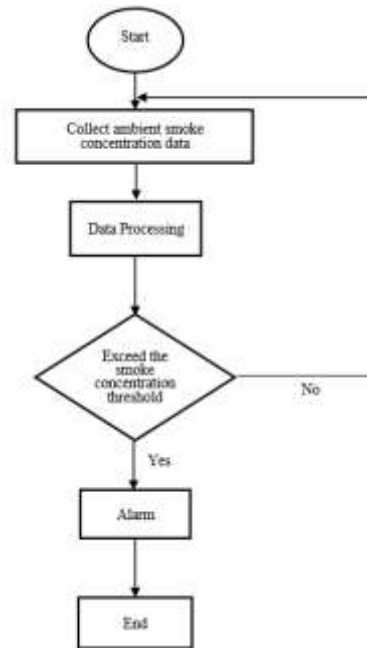 Start
Collect ambient smoke
concentration data
Data Processing
Exceed the
smoke
concentration
threshold
No
Yes
Alarm
End